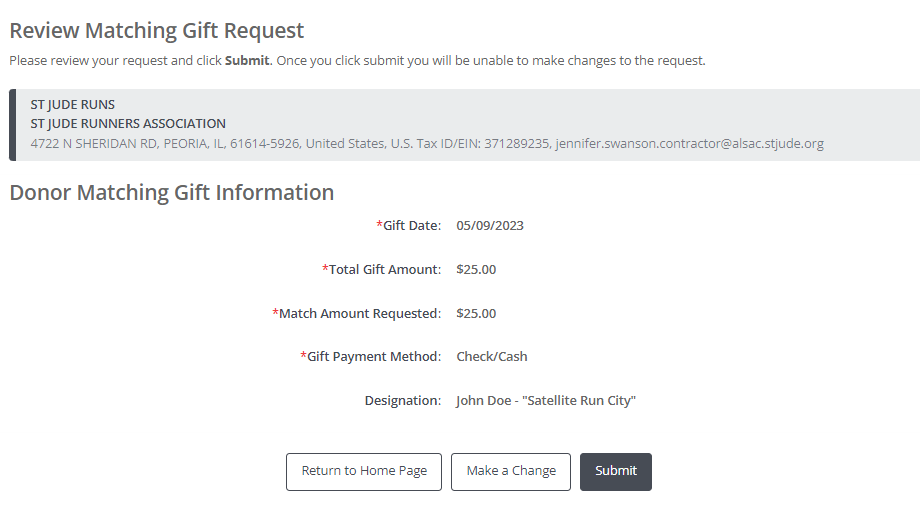 Review Matching Gift Request
Please review your request and click Submit. Once you click submit you will be unable to make changes to the request.
ST JUDE RUNS
ST JUDE RUNNERS ASSOCIATION
4722 N SHERIDAN RD, PEORIA, IL, 61614-5926, United States, U.S. Tax ID/EIN: 371289235, jennifer.swanson.contractor@alsac.stjude.org
Donor Matching Gift Information
*Gift Date: 05/09/2023
*Total Gift Amount: $25.00
*Match Amount Requested: $25.00
*Gift Payment Method: Check/Cash
Designation: John Doe - "Satellite Run City"
Return to Home Page Make a Change Submit